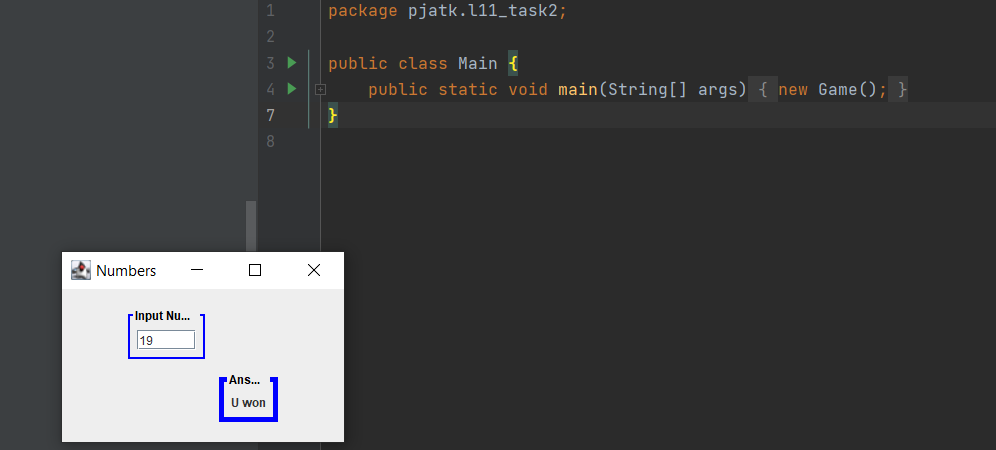 1 package pjatk.l11_task2;
2
3 public class Main {
4 public static void main(String[] args) { new Game(); }
7 }
8
Numbers
Input Nu...
19
Ans...
U won